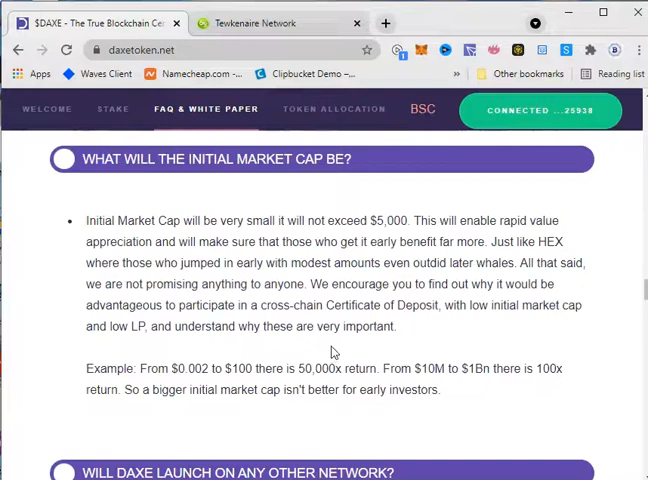 $DAXE - The True Blockchain Cer
Tewkenaire Network
daxetoken.net
1
Apps
Waves Client
Namecheap.com -...
Clipbucket Demo –...
»
Other bookmarks
Reading list
WELCOME
STAKE
FAQ & WHITE PAPER
TOKEN ALLOCATION
BSC
CONNECTED ...25938
WHAT WILL THE INITIAL MARKET CAP BE?
Initial Market Cap will be very small it will not exceed $5,000. This will enable rapid value
appreciation and will make sure that those who get it early benefit far more. Just like HEX
where those who jumped in early with modest amounts even outdid later whales. All that said,
we are not promising anything to anyone. We encourage you to find out why it would be
advantageous to participate in a cross-chain Certificate of Deposit, with low initial market cap
and low LP, and understand why these are very important.
Example: From $0.002 to $100 there is 50,000x return. From $10M to $1Bn there is 100x
return. So a bigger initial market cap isn't better for early investors.
WILL DAXE LAUNCH ON ANY OTHER NETWORK?